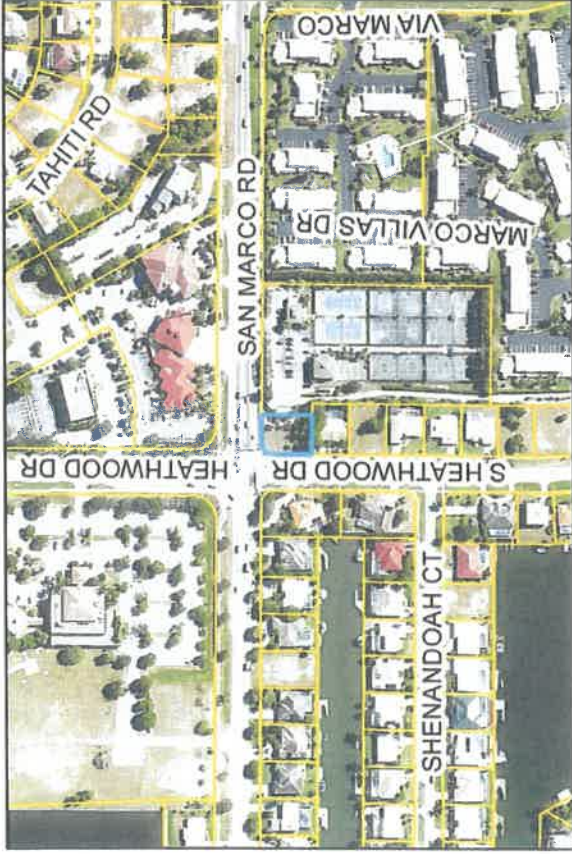 TAHITI RD
VIA MARCO
SAN MARCO RD
MARCO VILLAS DR
HEATHWOOD DR
S HEATHWOOD DR
SHENANDOAH CT